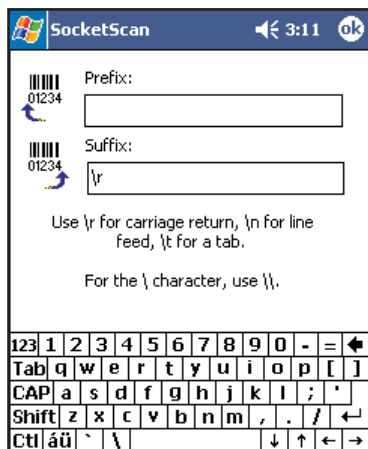 SocketScan 3:11 ok
Prefix:
01234
Suffix:
01234
\r
Use \r for carriage return, \n for line
feed, \t for a tab.
For the \ character, use \\.
123 1 2 3 4 5 6 7 8 9 0 - =
Tab q w e r t y u i o p [ ]
CAP a s d f g h j k l ; '
Shift z x c v b n m , . /
Ctl áü ` \